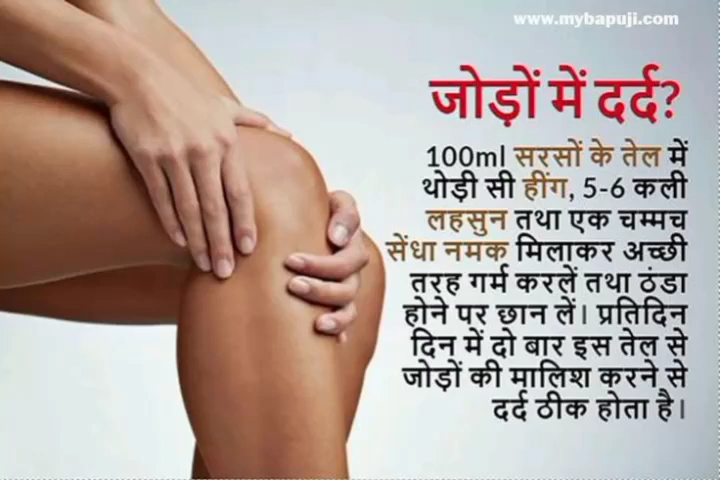 www.mybapuji.com
जोड़ों में दर्द?
100ml सरसों के तेल में
थोड़ी सी हींग, 5-6 कली
लहसुन तथा एक चम्मच
सेंधा नमक मिलाकर अच्छी
तरह गर्म करलें तथा ठंडा
होने पर छान लें। प्रतिदिन
दिन में दो बार इस तेल से
जोड़ों की मालिश करने से
दर्द ठीक होता है।